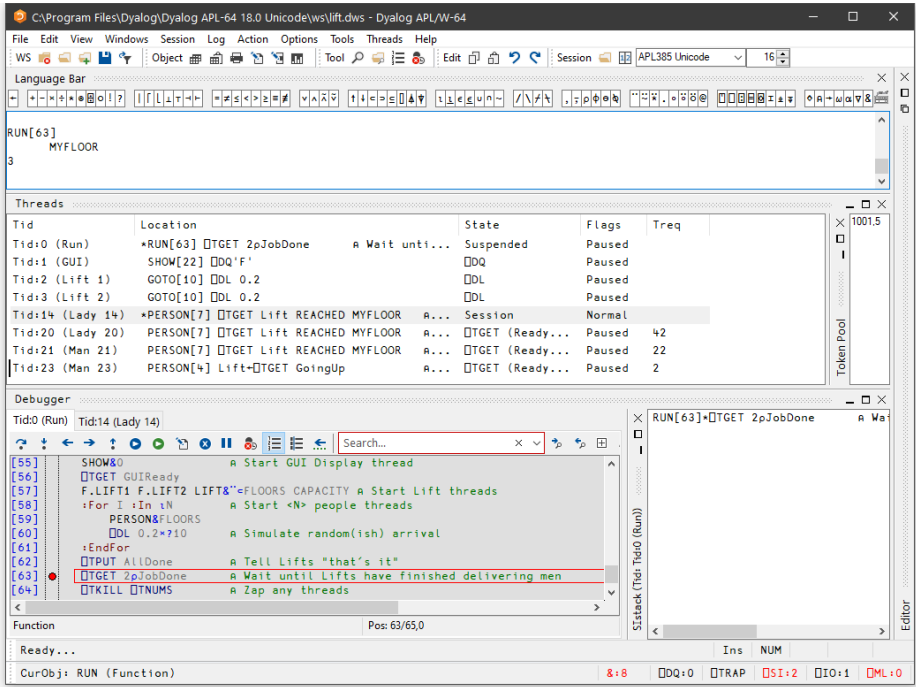 C:\Program Files\Dyalog\Dyalog APL-64 18.0 Unicode\ws\lift.dws - Dyalog APL/W-64
File Edit View Windows Session Log Action Options Tools Threads Help
WS Object Tool Edit Session APL385 Unicode 16
Language Bar
RUN[63]
MYFLOOR
3
Threads
Tid Location State Flags Treq
Tid:0 (Run) *RUN[63] ⎕TGET 2⍴JobDone ⍝ Wait unti... Suspended Paused
Tid:1 (GUI) SHOW[22] ⎕DQ'F' ⎕DQ Paused
Tid:2 (Lift 1) GOTO[10] ⎕DL 0.2 ⎕DL Paused
Tid:3 (Lift 2) GOTO[10] ⎕DL 0.2 ⎕DL Paused
Tid:14 (Lady 14) *PERSON[7] ⎕TGET Lift REACHED MYFLOOR ⍝... Session Normal
Tid:20 (Lady 20) PERSON[7] ⎕TGET Lift REACHED MYFLOOR ⍝... ⎕TGET (Ready... Paused 42
Tid:21 (Man 21) PERSON[7] ⎕TGET Lift REACHED MYFLOOR ⍝... ⎕TGET (Ready... Paused 22
Tid:23 (Man 23) PERSON[4] Lift←⎕TGET GoingUp ⍝... ⎕TGET (Ready... Paused 2
1001,5
Token Pool
Debugger
Tid:0 (Run) Tid:14 (Lady 14)
Search...
[55] SHOW&0 ⍝ Start GUI Display thread
[56] ⎕TGET GUIReady
[57] F.LIFT1 F.LIFT2 LIFT&¨⊂FLOORS CAPACITY ⍝ Start Lift threads
[58] :For I :In ⍳N ⍝ Start <N> people threads
[59] PERSON&FLOORS
[60] ⎕DL 0.2×?10 ⍝ Simulate random(ish) arrival
[61] :EndFor
[62] ⎕TPUT AllDone ⍝ Tell Lifts "that's it"
[63] ⎕TGET 2⍴JobDone ⍝ Wait until Lifts have finished delivering men
[64] ⎕TKILL ⎕TNUMS ⍝ Zap any threads
Function Pos: 63/65,0
SIstack (Tid: Tid:0 (Run))
RUN[63]*⎕TGET 2⍴JobDone ⍝ Wai
Editor
Ready... Ins NUM
CurObj: RUN (Function) &:8 ⎕DQ:0 ⎕TRAP ⎕SI:2 ⎕IO:1 ⎕ML:0